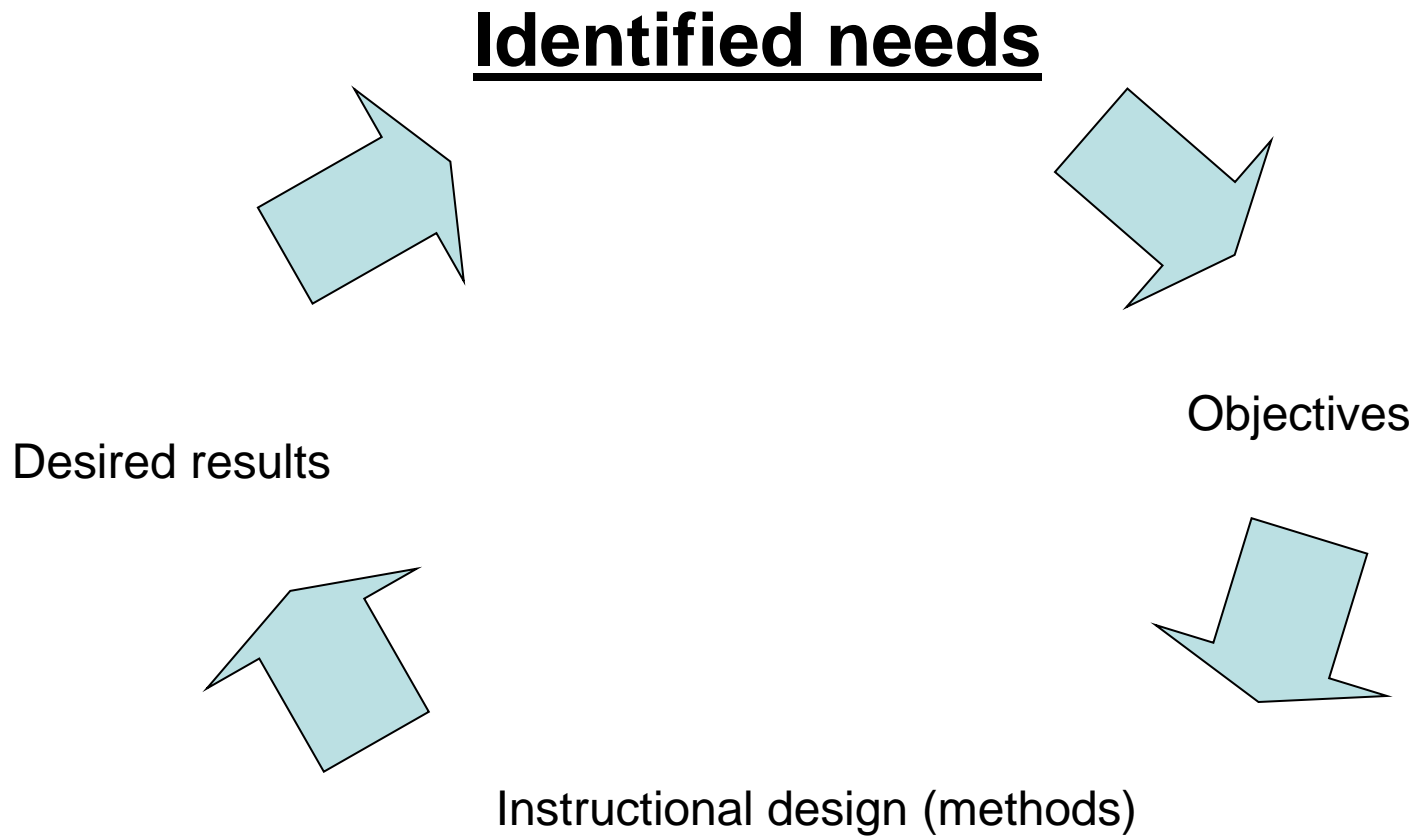 Identified needs
Objectives
Desired results
Instructional design (methods)